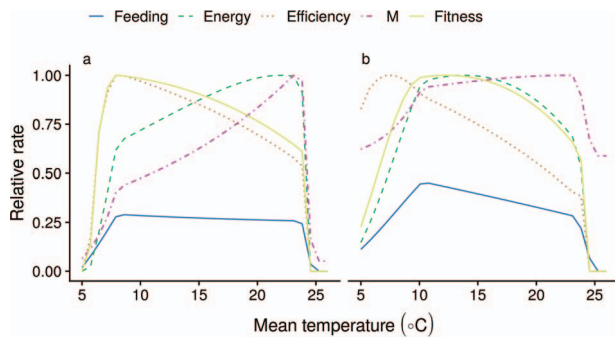 Feeding Energy Efficiency M Fitness
a b
1.00
0.75
0.50
0.25
0.00
Relative rate
5 10 15 20 25 5 10 15 20 25
Mean temperature (∘C)